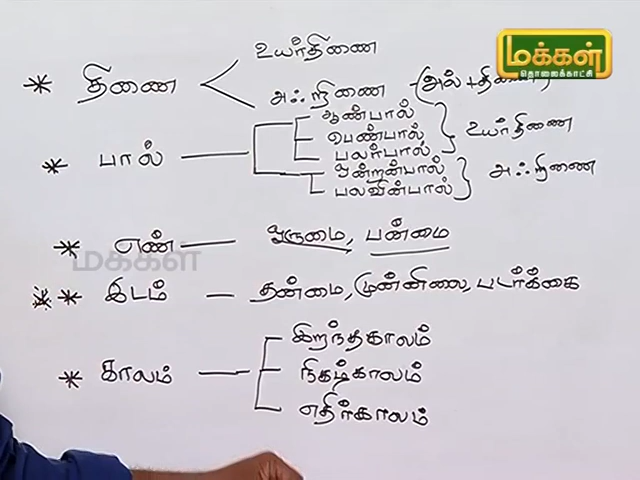 மக்கள்
தொலைக்காட்சி
உயர்திணை
* திணை
அஃறிணை - (அல் + திணை)
* பால் ஆண்பால்
பெண்பால்
பலர்பால்
உயர்திணை
ஒன்றன்பால்
பலவின்பால்
அஃறிணை
* எண் - ஒருமை, பன்மை
மக்கள்
* * இடம் - தன்மை, முன்னிலை, படர்க்கை
இறந்தகாலம்
* காலம் - நிகழ்காலம்
எதிர்காலம்